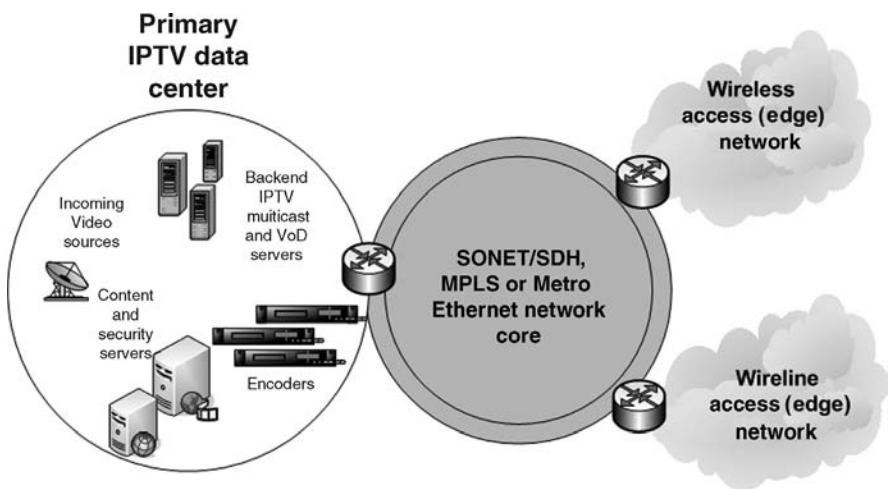 Primary
IPTV data
center
Incoming
Video
sources
Backend
IPTV
muiticast
and VoD
servers
Content
and
security
servers
Encoders
SONET/SDH,
MPLS or Metro
Ethernet network
core
Wireless
access (edge)
network
Wireline
access (edge)
network